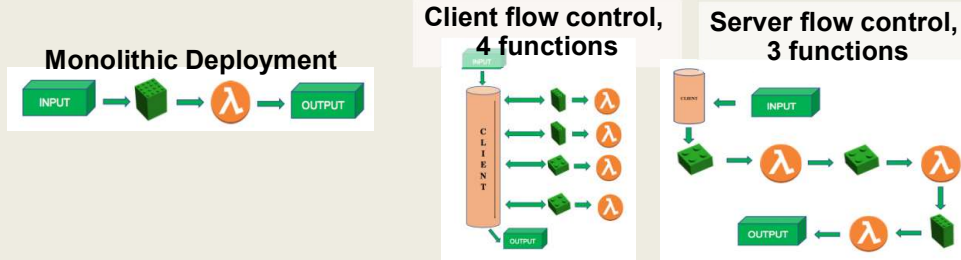 Monolithic Deployment
INPUT
λ
OUTPUT
Client flow control,
4 functions
INPUT
CLIENT
λ
λ
λ
λ
OUTPUT
Server flow control,
3 functions
CLIENT
INPUT
λ
λ
OUTPUT
λ